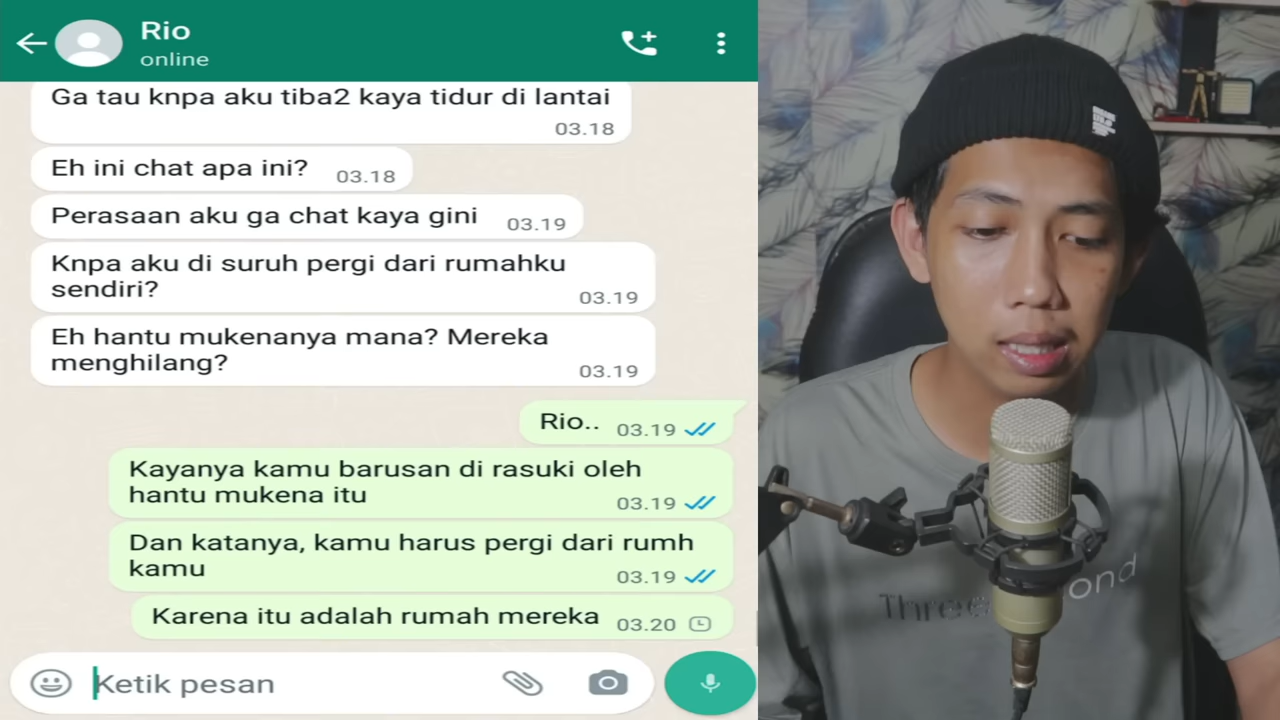 Rio
online
Ga tau knpa aku tiba2 kaya tidur di lantai
03.18
Eh ini chat apa ini? 03.18
Perasaan aku ga chat kaya gini 03.19
Knpa aku di suruh pergi dari rumahku
sendiri? 03.19
Eh hantu mukenanya mana? Mereka
menghilang? 03.19
Rio.. 03.19
Kayanya kamu barusan di rasuki oleh
hantu mukena itu 03.19
Dan katanya, kamu harus pergi dari rumh
kamu 03.19
Karena itu adalah rumah mereka 03.20
Ketik pesan